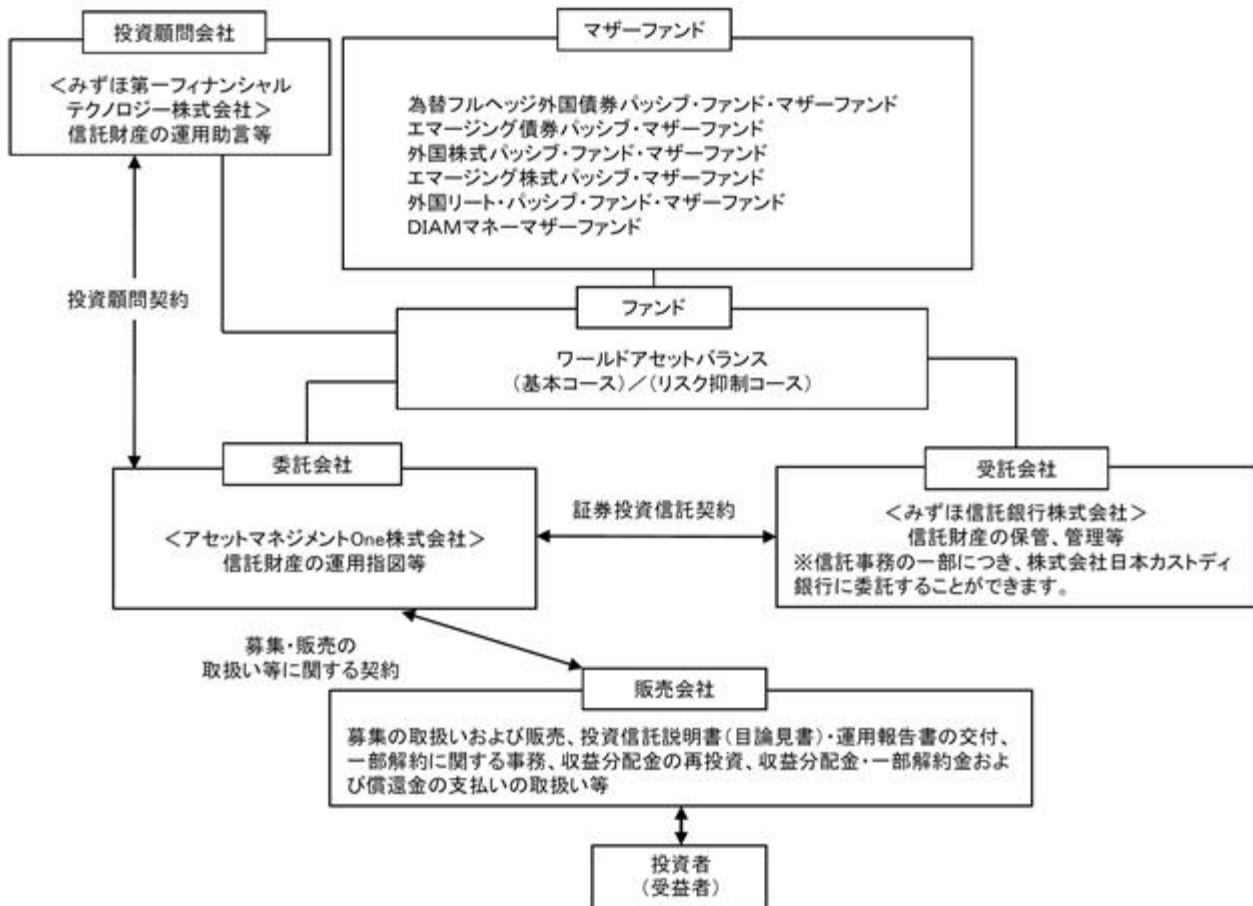 投資顧問会社
<みずほ第一フィナンシャル
テクノロジー株式会社>
信託財産の運用助言等
マザーファンド
為替フルヘッジ外国債券パッシブ・ファンド・マザーファンド
エマージング債券パッシブ・マザーファンド
外国株式パッシブ・ファンド・マザーファンド
エマージング株式パッシブ・マザーファンド
外国リート・パッシブ・ファンド・マザーファンド
DIAMマネーマザーファンド
投資顧問契約
ファンド
ワールドアセットバランス
(基本コース)/(リスク抑制コース)
委託会社
<アセットマネジメントOne株式会社>
信託財産の運用指図等
証券投資信託契約
受託会社
<みずほ信託銀行株式会社>
信託財産の保管、管理等
※信託事務の一部につき、株式会社日本カストディ
銀行に委託することができます。
募集・販売の
取扱い等に関する契約
販売会社
募集の取扱いおよび販売、投資信託説明書(目論見書)・運用報告書の交付、
一部解約に関する事務、収益分配金の再投資、収益分配金・一部解約金およ
び償還金の支払いの取扱い等
投資者
(受益者)